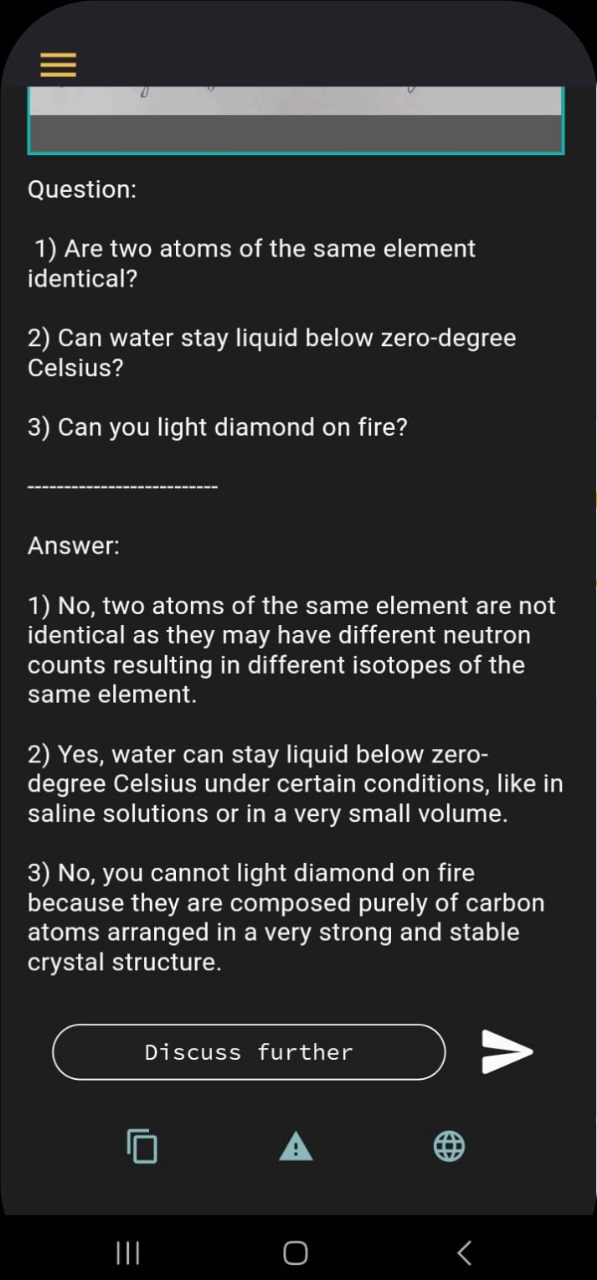 Question:
1) Are two atoms of the same element
identical?
2) Can water stay liquid below zero-degree
Celsius?
3) Can you light diamond on fire?
--------------------------
Answer:
1) No, two atoms of the same element are not
identical as they may have different neutron
counts resulting in different isotopes of the
same element.
2) Yes, water can stay liquid below zero-
degree Celsius under certain conditions, like in
saline solutions or in a very small volume.
3) No, you cannot light diamond on fire
because they are composed purely of carbon
atoms arranged in a very strong and stable
crystal structure.
Discuss further